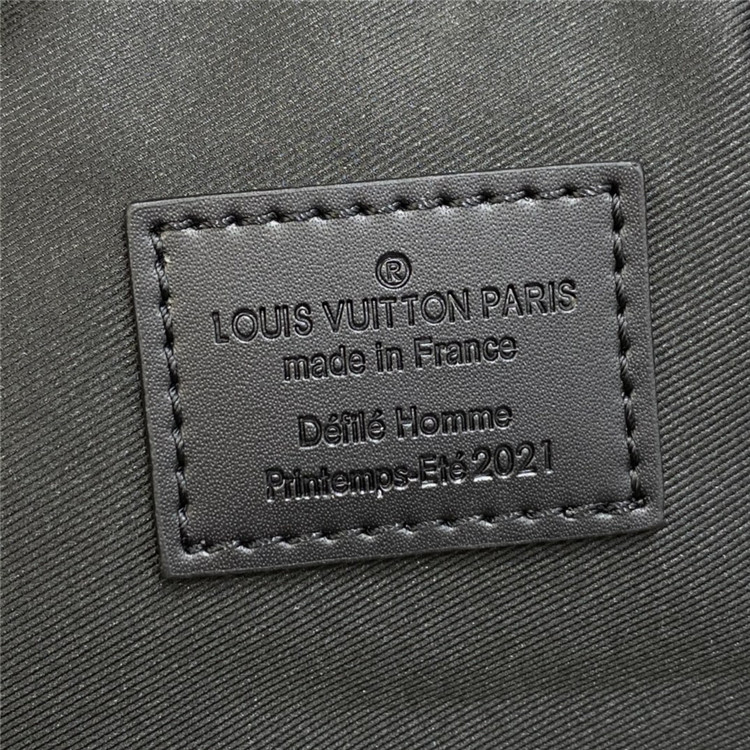 ®
LOUIS VUITTON PARIS
made in France
Défilé Homme
Printemps-Eté 2021